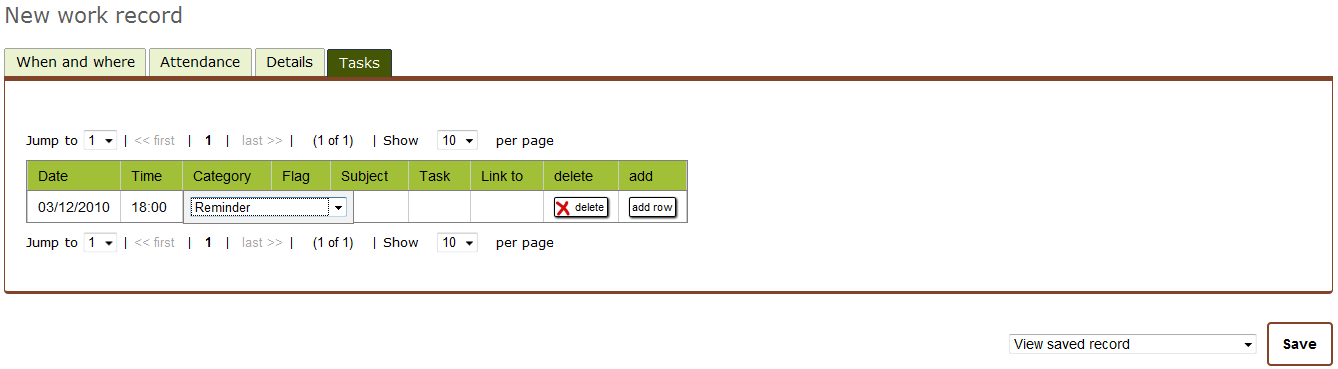 New work record
When and where Attendance Details Tasks
Jump to 1 | << first | 1 | last >> | (1 of 1) | Show 10 per page
Date Time Category Flag Subject Task Link to delete add
03/12/2010 18:00 Reminder delete add row
Jump to 1 | << first | 1 | last >> | (1 of 1) | Show 10 per page
View saved record Save